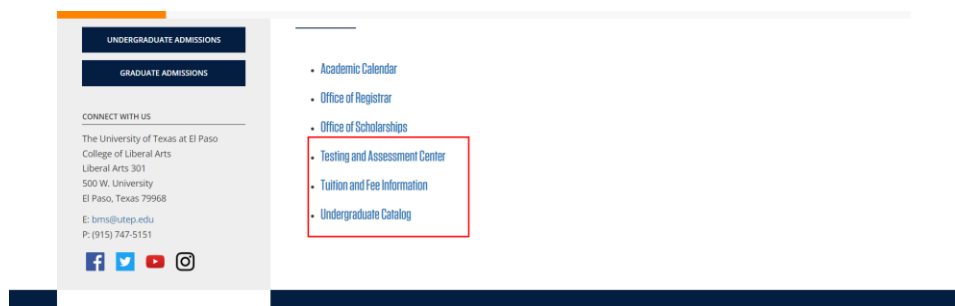 UNDERGRADUATE ADMISSIONS
GRADUATE ADMISSIONS
CONNECT WITH US
The University of Texas at El Paso
College of Liberal Arts
Liberal Arts 301
500 W. University
El Paso, Texas 79968
E: bms@utep.edu
P: (915) 747-5151
• Academic Calendar
• Office of Registrar
• Office of Scholarships
• Testing and Assessment Center
• Tuition and Fee Information
• Undergraduate Catalog